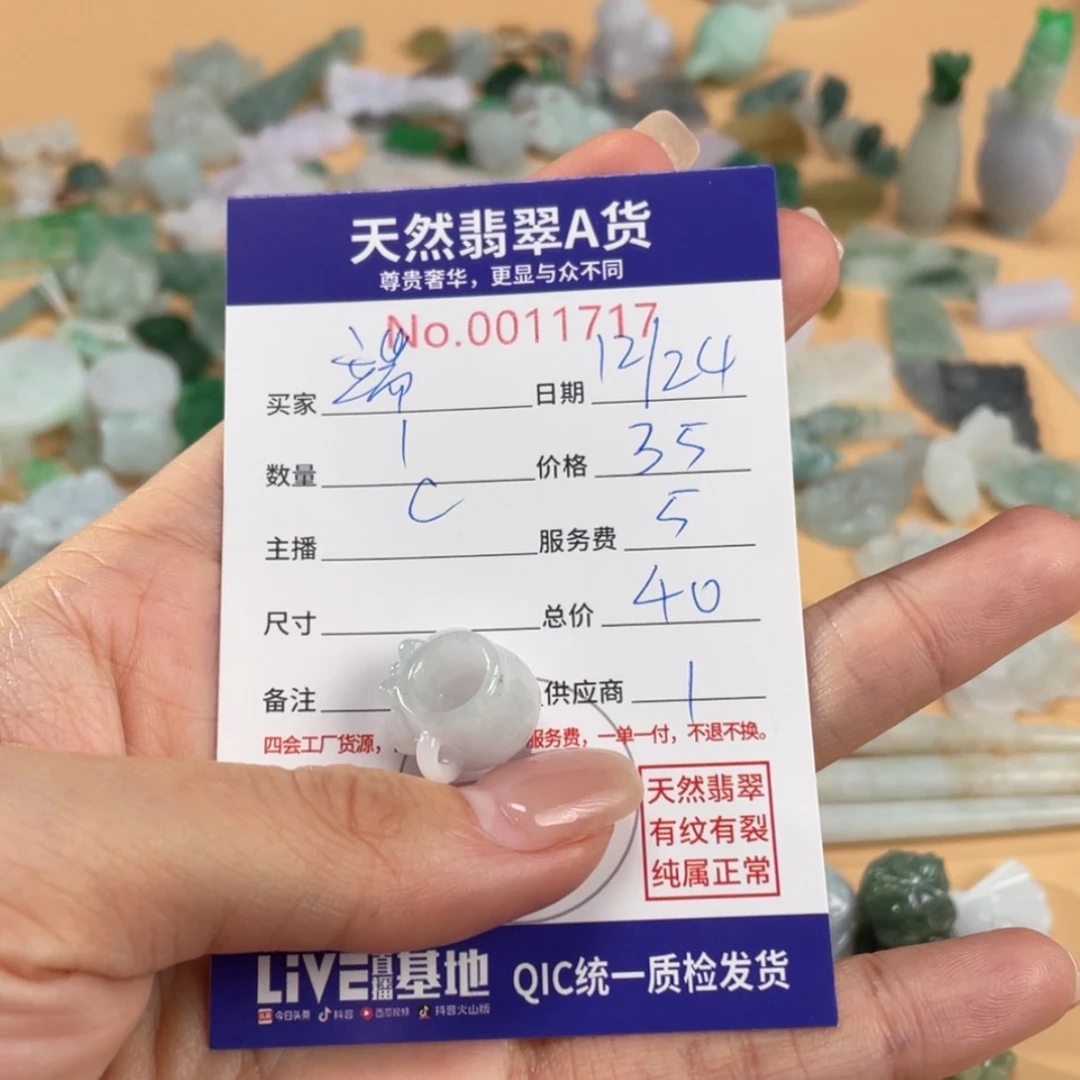 天然翡翠A货
尊贵奢华，更显与众不同
No.0011717
买家 瑞 日期 12/24
数量 1 价格 35
主播 C 服务费 5
尺寸 总价 40
备注 供应商 1
四会工厂货源， 服务费，一单一付，不退不换。
天然翡翠
有纹有裂
纯属正常
LiVE直播基地 QIC统一质检发货
今日头条 抖音 西瓜视频 抖音火山版